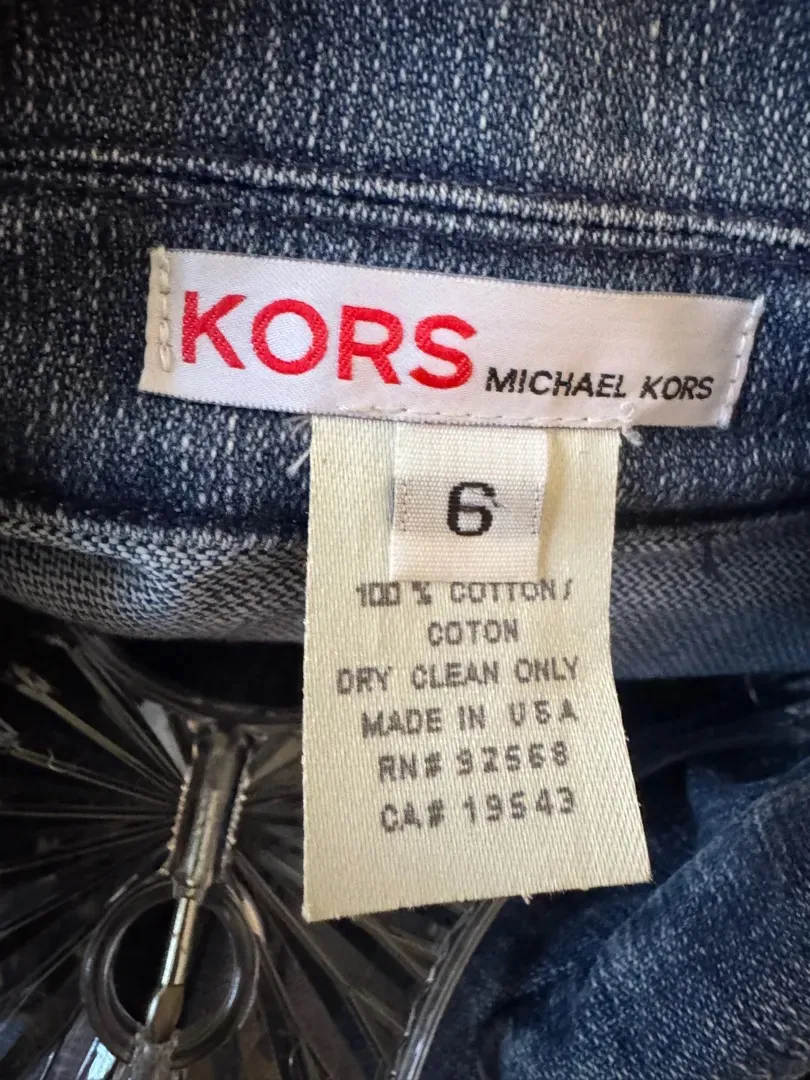 KORS MICHAEL KORS
6
100 % COTTON /
COTON
DRY CLEAN ONLY
MADE IN USA
RN# 92568
CA# 19543